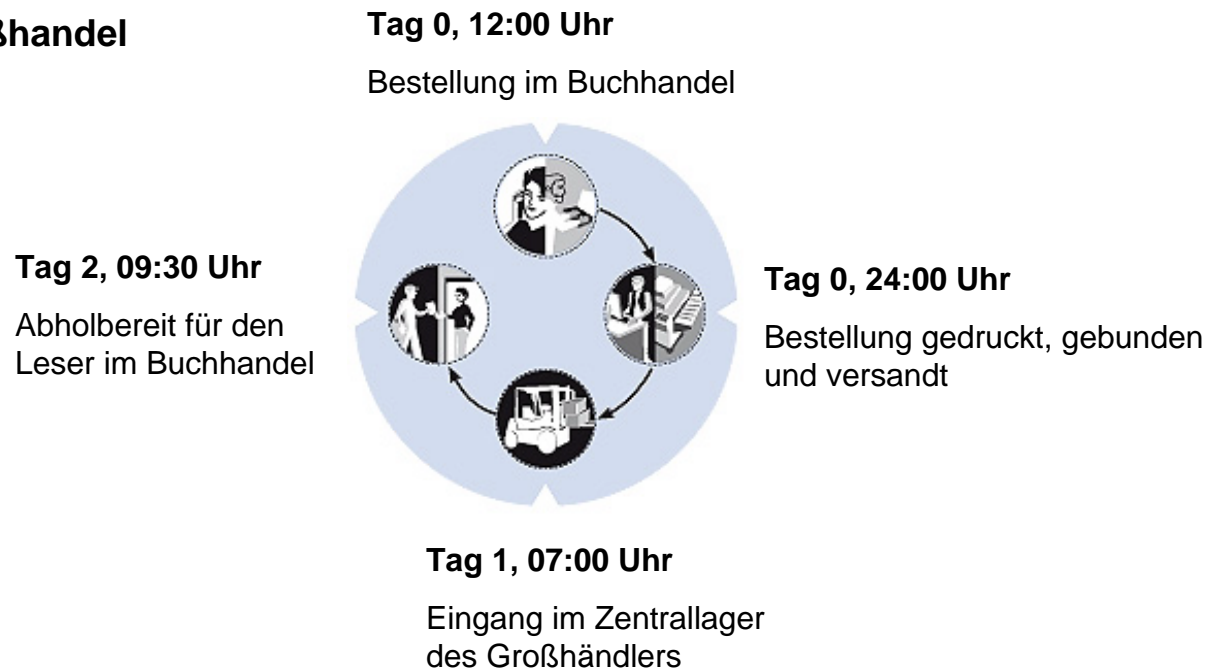 ßhandel
Tag 0, 12:00 Uhr
Bestellung im Buchhandel
Tag 0, 24:00 Uhr
Bestellung gedruckt, gebunden
und versandt
Tag 1, 07:00 Uhr
Eingang im Zentrallager
des Großhändlers
Tag 2, 09:30 Uhr
Abholbereit für den
Leser im Buchhandel